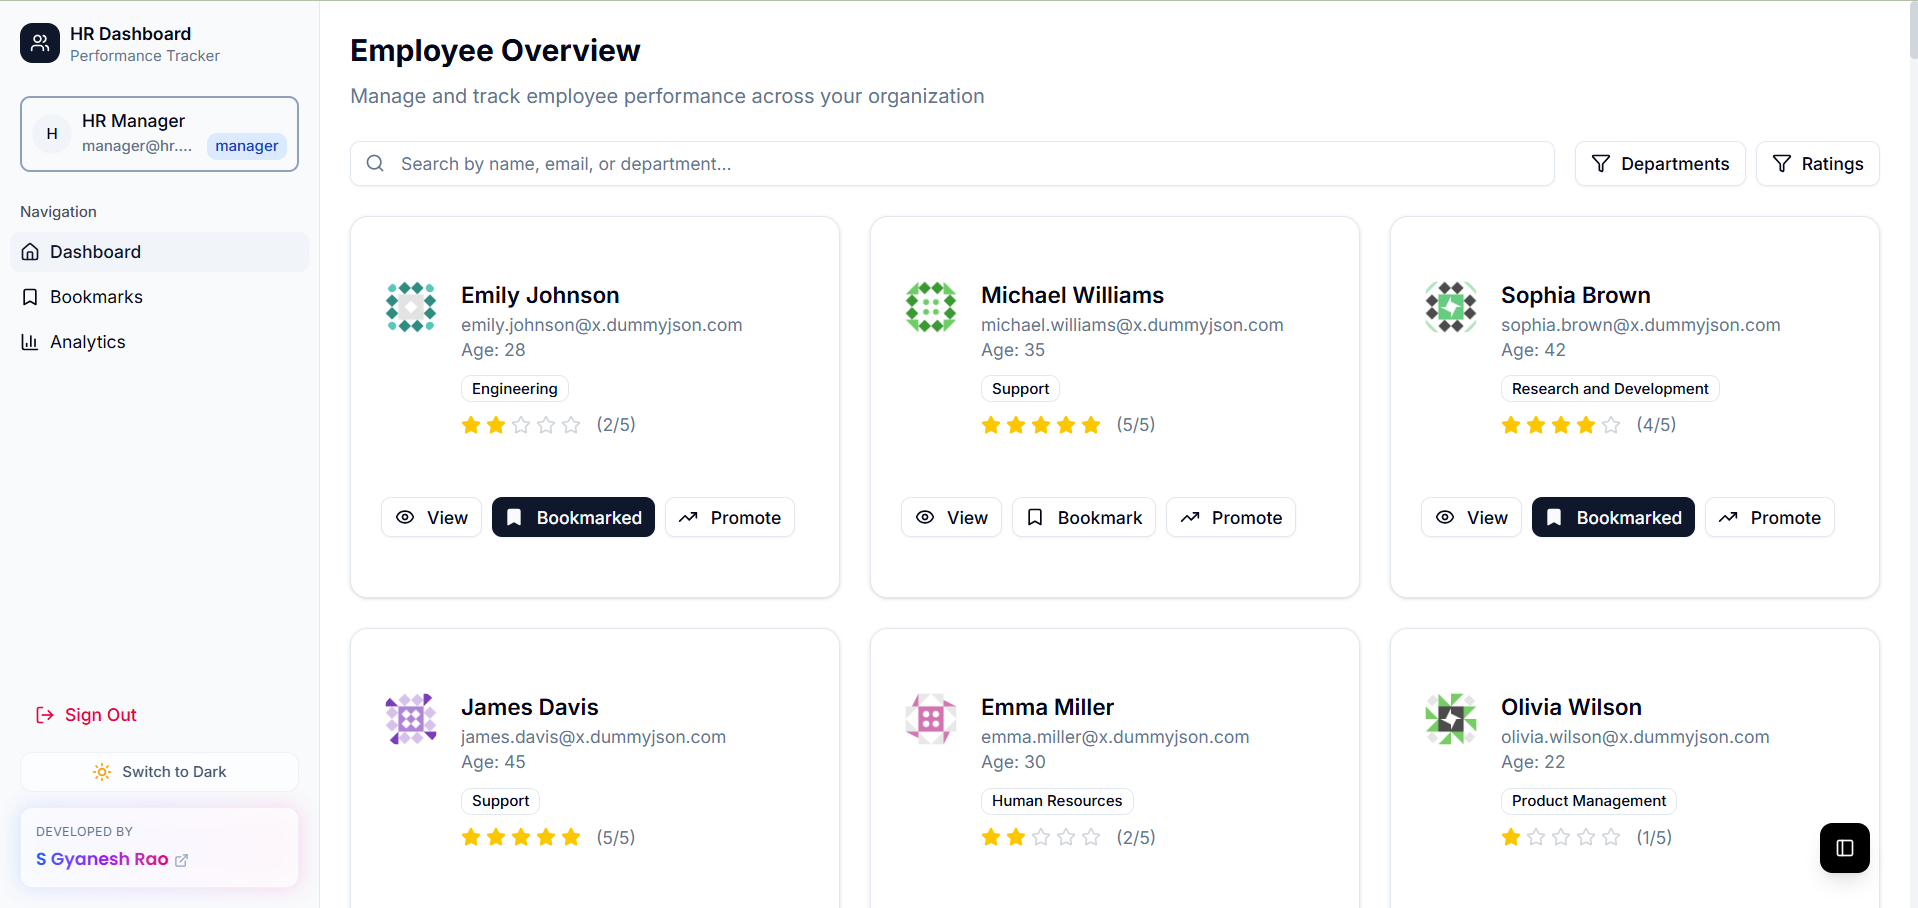 HR Dashboard
Performance Tracker
H
HR Manager
manager@hr....
manager
Navigation
Dashboard
Bookmarks
Analytics
Sign Out
Switch to Dark
DEVELOPED BY
S Gyanesh Rao
Employee Overview
Manage and track employee performance across your organization
Search by name, email, or department...
Departments
Ratings
Emily Johnson
emily.johnson@x.dummyjson.com
Age: 28
Engineering
(2/5)
View
Bookmarked
Promote
Michael Williams
michael.williams@x.dummyjson.com
Age: 35
Support
(5/5)
View
Bookmark
Promote
Sophia Brown
sophia.brown@x.dummyjson.com
Age: 42
Research and Development
(4/5)
View
Bookmarked
Promote
James Davis
james.davis@x.dummyjson.com
Age: 45
Support
(5/5)
Emma Miller
emma.miller@x.dummyjson.com
Age: 30
Human Resources
(2/5)
Olivia Wilson
olivia.wilson@x.dummyjson.com
Age: 22
Product Management
(1/5)